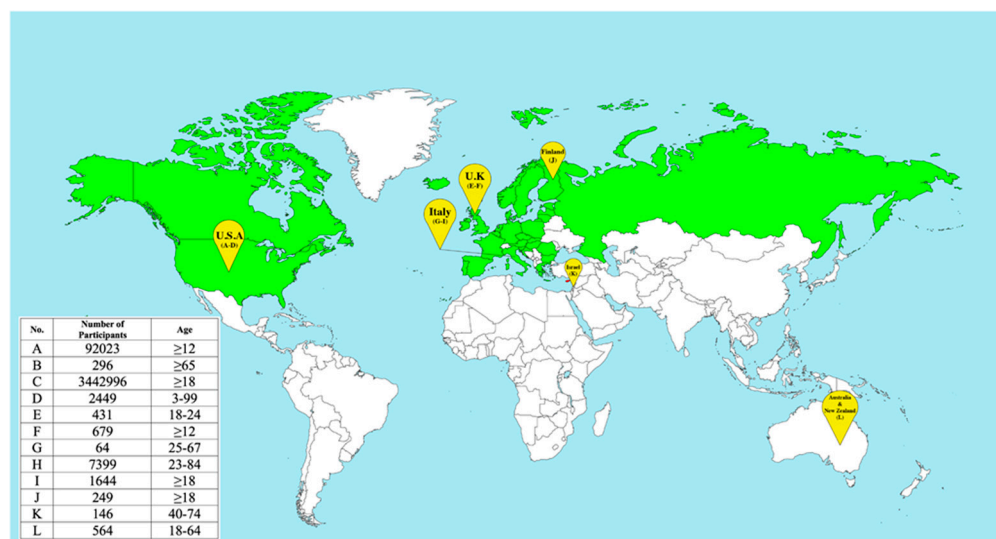 Finland
(J)
U.K
(E-F)
Italy
(G-I)
U.S.A
(A-D)
Israel
(K)
Australia
&
New Zealand
(L)
No. Number of Participants Age
A 92023 ≥12
B 296 ≥65
C 3442996 ≥18
D 2449 3-99
E 431 18-24
F 679 ≥12
G 64 25-67
H 7399 23-84
I 1644 ≥18
J 249 ≥18
K 146 40-74
L 564 18-64